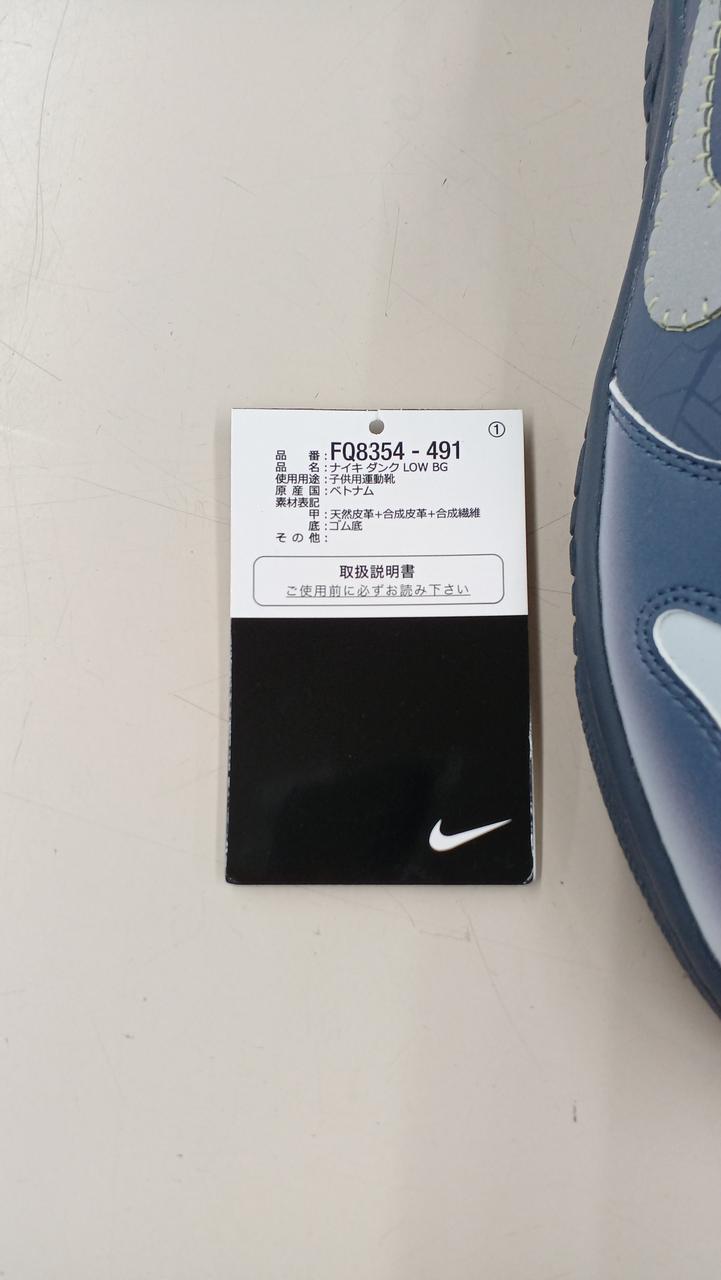 ①
品番:FQ8354 - 491
品名:ナイキ ダンク LOW BG
使用用途:子供用運動靴
原産国:ベトナム
素材表記
甲:天然皮革+合成皮革+合成繊維
底:ゴム底
その他:
取扱説明書
ご使用前に必ずお読み下さい